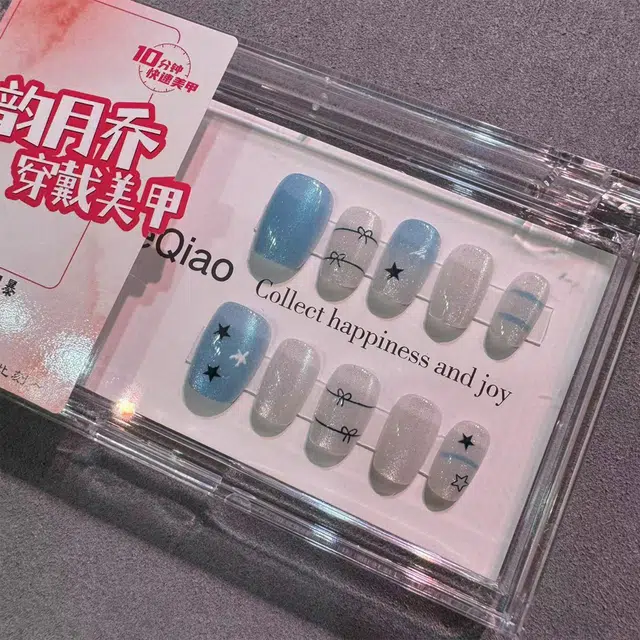 10分钟
快速美甲
韵月乔
穿戴美甲
eQiao
Collect happiness and joy